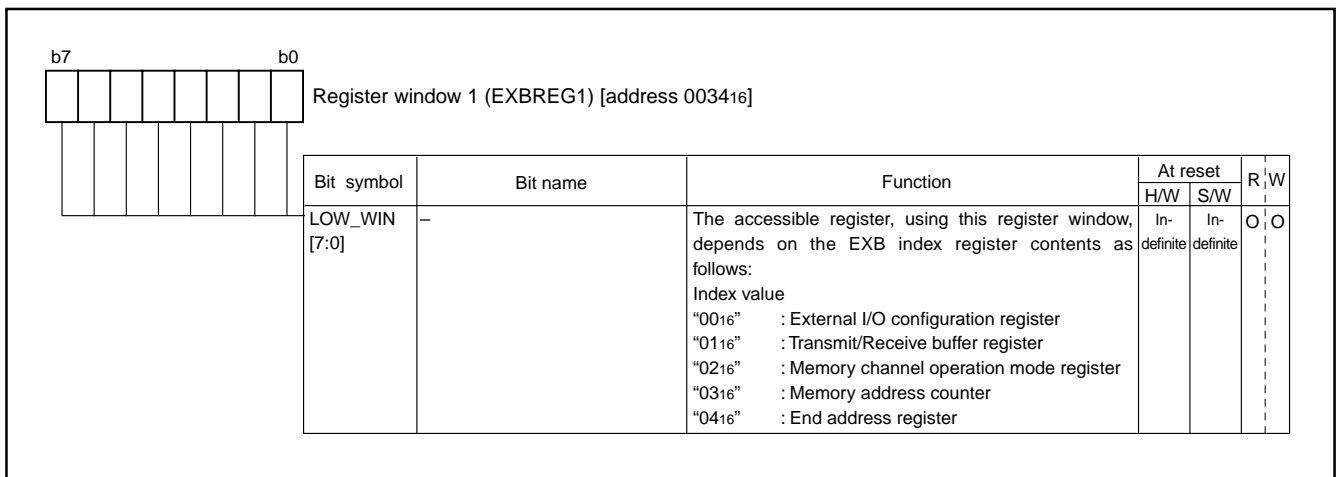 b7 b0
Register window 1 (EXBREG1) [address 003416]
Bit symbol Bit name Function At reset R W
H/W S/W
LOW_WIN – The accessible register, using this register window, In- In- O O
[7:0] depends on the EXB index register contents as definite definite
follows:
Index value
“0016” : External I/O configuration register
“0116” : Transmit/Receive buffer register
“0216” : Memory channel operation mode register
“0316” : Memory address counter
“0416” : End address register